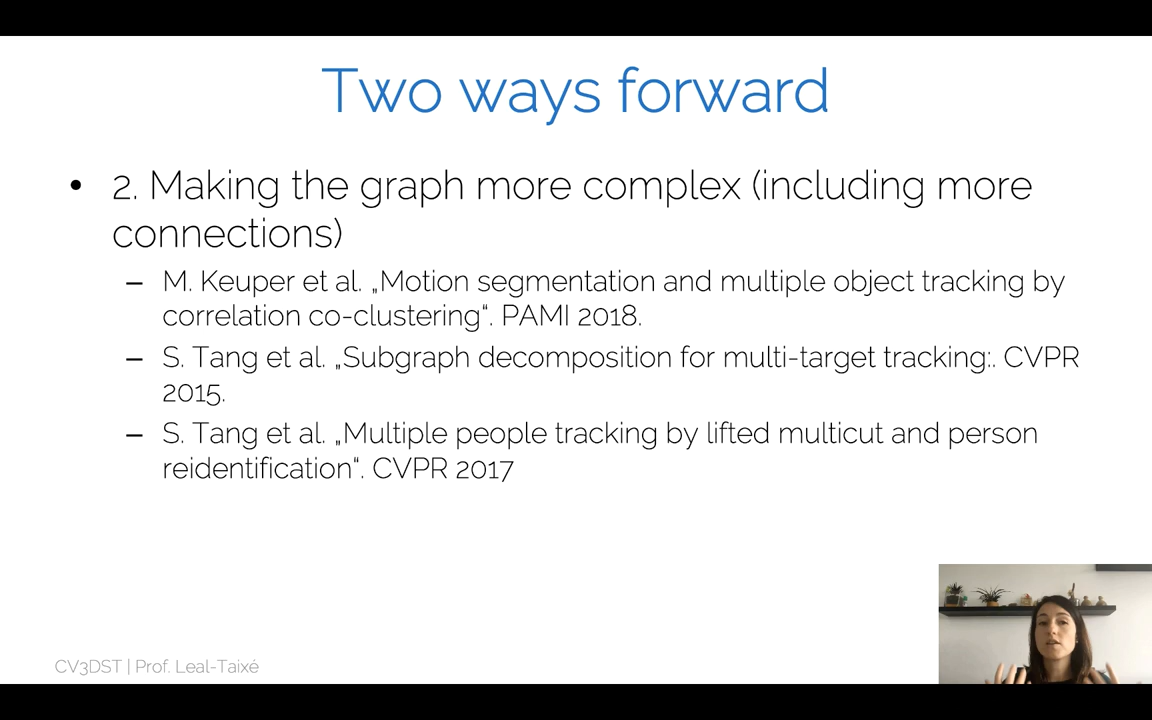 Two ways forward
• 2. Making the graph more complex (including more
connections)
– M. Keuper et al. „Motion segmentation and multiple object tracking by
correlation co-clustering“. PAMI 2018.
– S. Tang et al. „Subgraph decomposition for multi-target tracking:. CVPR
2015.
– S. Tang et al. „Multiple people tracking by lifted multicut and person
reidentification“. CVPR 2017
CV3DST | Prof. Leal-Taixé